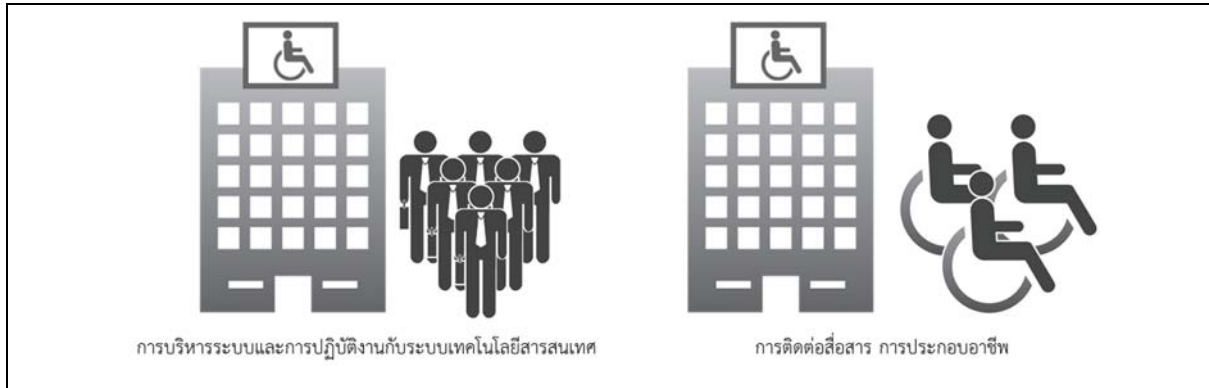 การบริหารระบบและการปฏิบัติงานกับระบบเทคโนโลยีสารสนเทศ
การติดต่อสื่อสาร การประกอบอาชีพ